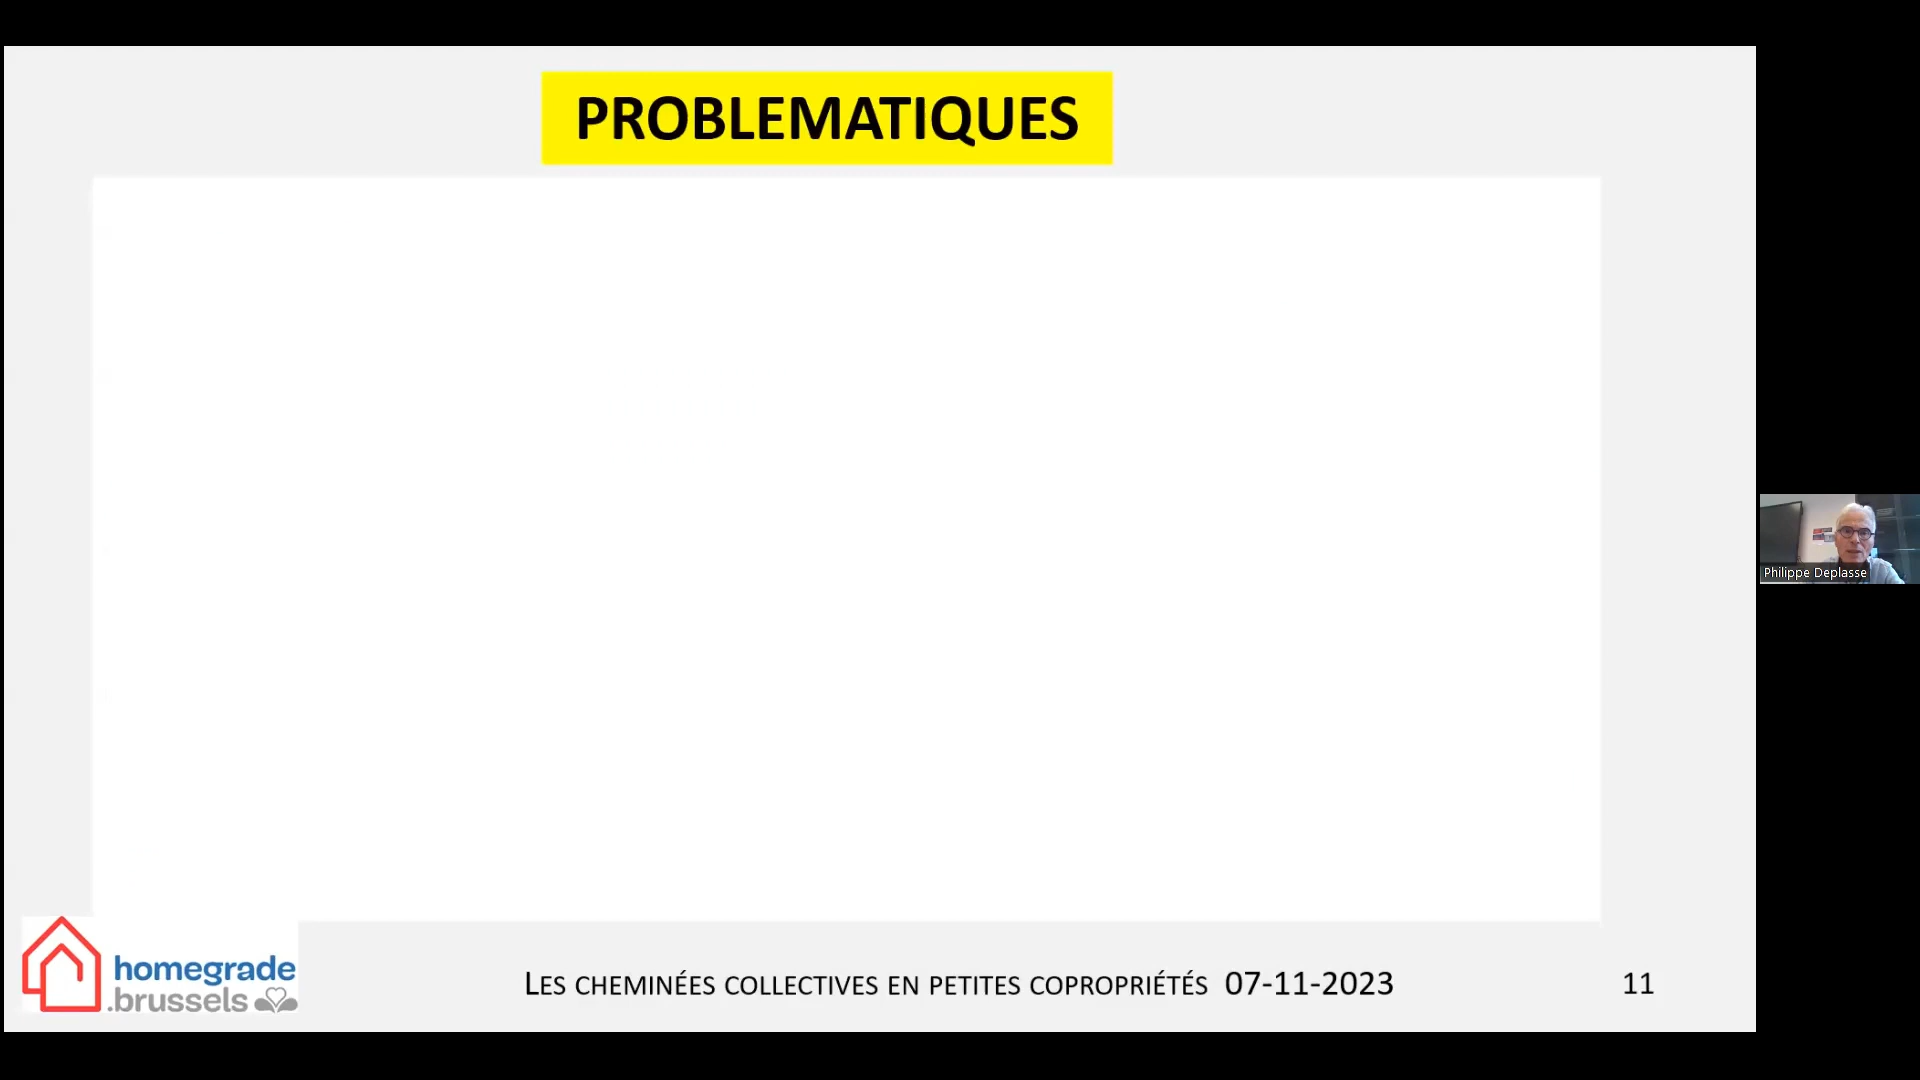 PROBLEMATIQUES
Philippe Deplasse
homegrade
.brussels
LES CHEMINÉES COLLECTIVES EN PETITES COPROPRIÉTÉS 07-11-2023
11